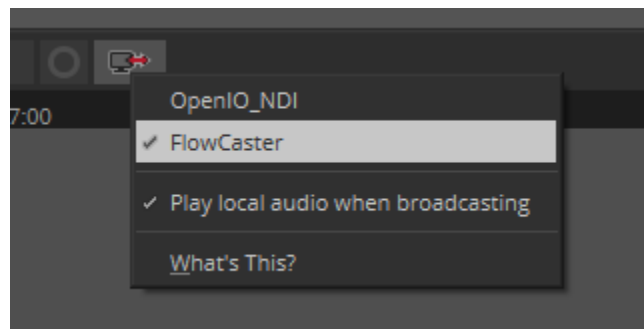 7:00
OpenIO_NDI
FlowCaster
Play local audio when broadcasting
What's This?